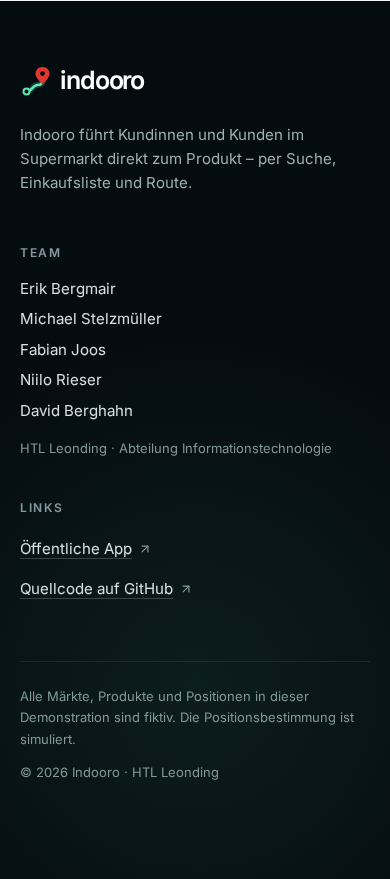 indooro
Indooro führt Kundinnen und Kunden im
Supermarkt direkt zum Produkt – per Suche,
Einkaufsliste und Route.
TEAM
Erik Bergmair
Michael Stelzmüller
Fabian Joos
Niilo Rieser
David Berghahn
HTL Leonding · Abteilung Informationstechnologie
LINKS
Öffentliche App ↗
Quellcode auf GitHub ↗
Alle Märkte, Produkte und Positionen in dieser
Demonstration sind fiktiv. Die Positionsbestimmung ist
simuliert.
© 2026 Indooro · HTL Leonding